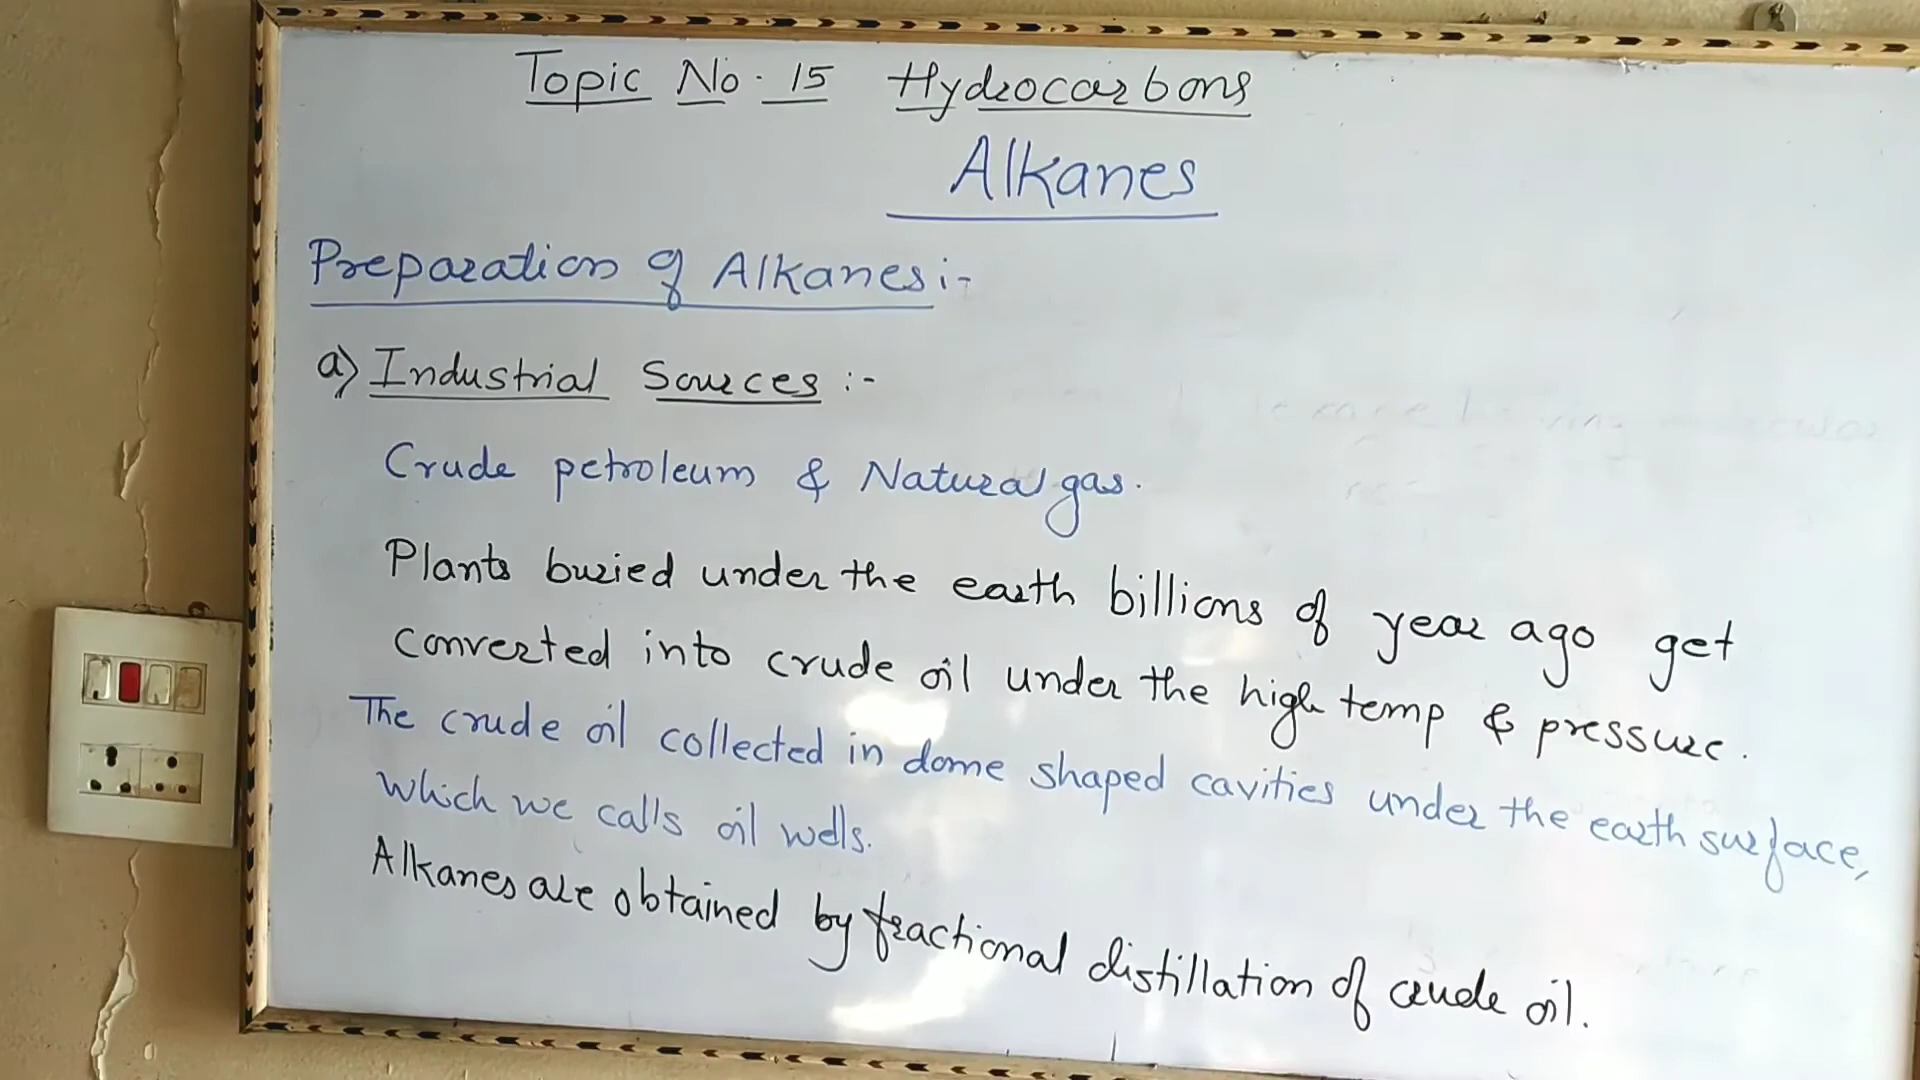 Topic No. 15 Hydrocarbons
Alkanes
Preparation of Alkanes:-
a) Industrial Sources :-
Crude petroleum & Natural gas.
Plants buried under the earth billions of year ago get
converted into crude oil under the high temp & pressure.
The crude oil collected in dome shaped cavities under the earth surface,
which we calls oil wells.
Alkanes are obtained by fractional distillation of crude oil.